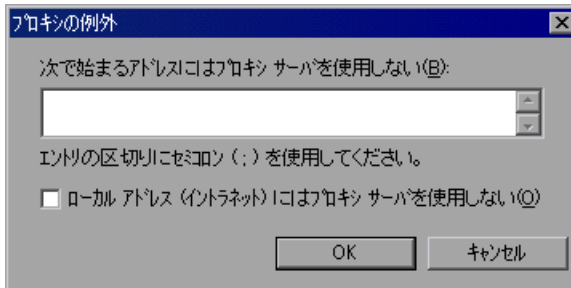 プロキシの例外
次で始まるアドレスにはプロキシ サーバを使用しない(B):
エントリの区切りにセミコロン ( ; ) を使用してください。
ローカル アドレス (イントラネット) にはプロキシ サーバを使用しない(O)
OK キャンセル